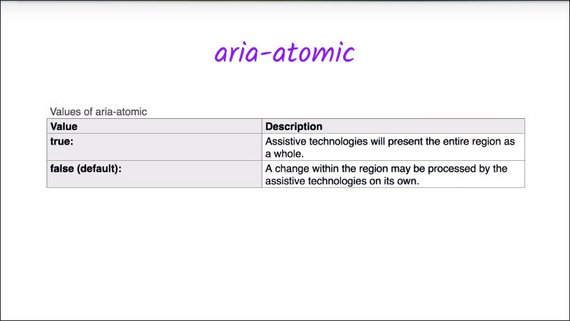 aria-atomic
Values of aria-atomic
Value Description
true: Assistive technologies will present the entire region as
a whole.
false (default): A change within the region may be processed by the
assistive technologies on its own.